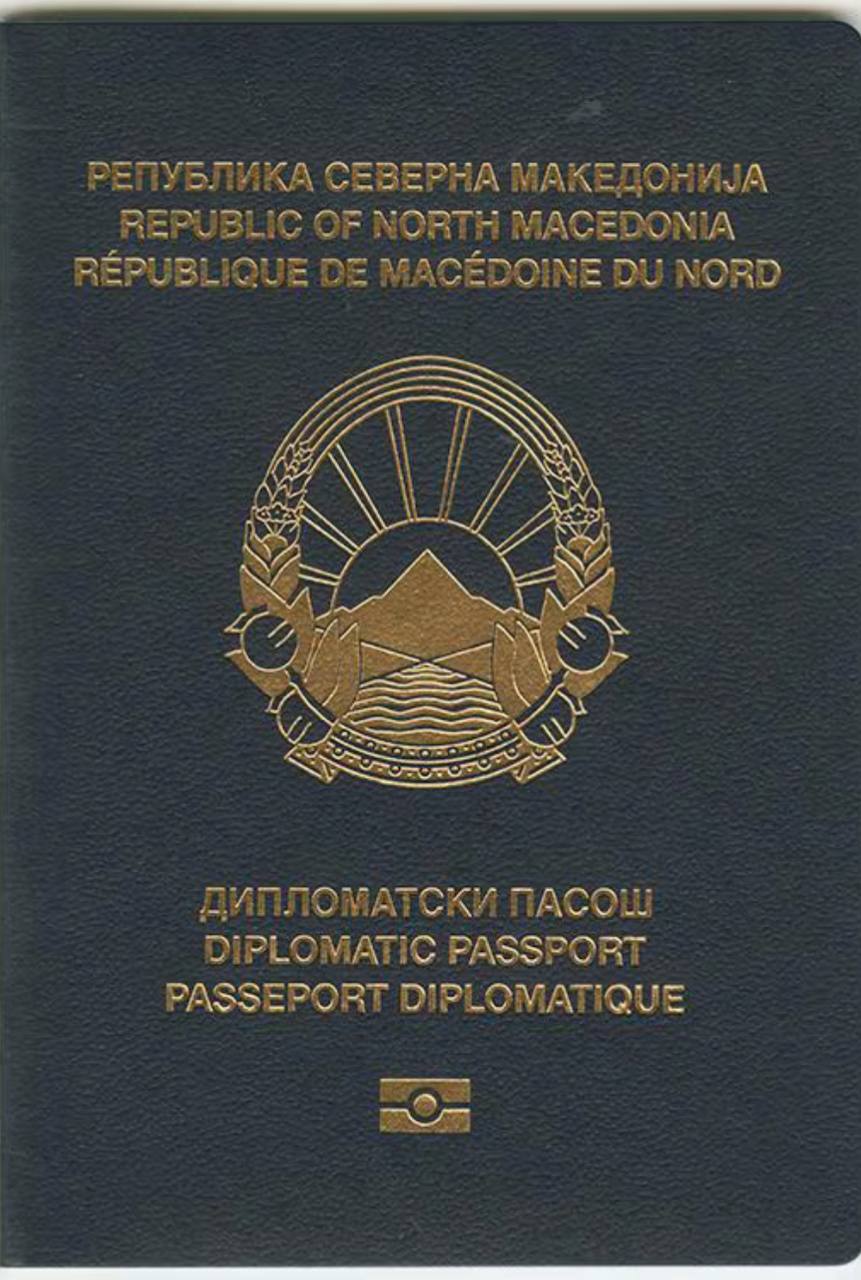 РЕПУБЛИКА СЕВЕРНА МАКЕДОНИЈА
REPUBLIC OF NORTH MACEDONIA
RÉPUBLIQUE DE MACÉDOINE DU NORD
ДИПЛОМАТСКИ ПАСОШ
DIPLOMATIC PASSPORT
PASSEPORT DIPLOMATIQUE